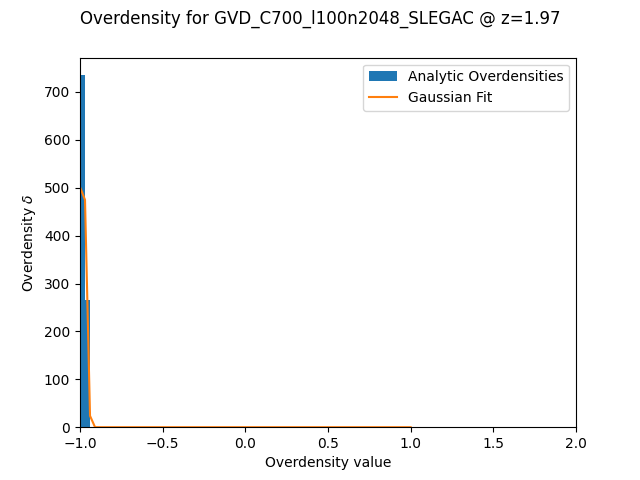 Overdensity for GVD_C700_l100n2048_SLEGAC @ z=1.97
Analytic Overdensities
Gaussian Fit
Overdensity δ
700
600
500
400
300
200
100
0
−1.0 −0.5 0.0 0.5 1.0 1.5 2.0
Overdensity value